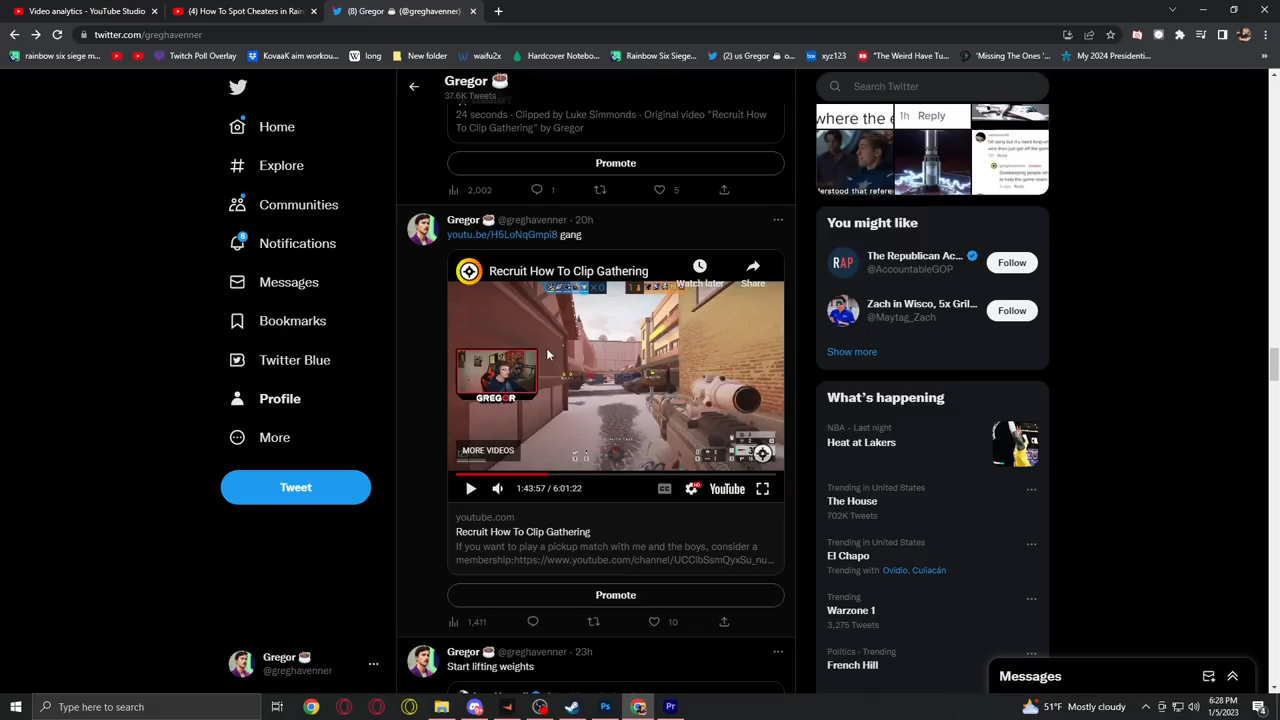 Video analytics - YouTube Studio
(4) How To Stop Cheaters in Rain
(8) Gregor ☕ (@greghavenner)
twitter.com/greghavenner
rainbow six siege m...
Twitch Poll Overlay
KovaaK aim workou...
long
New folder
waifu2x
Hardcover Notebo...
Rainbow Six Siege...
(2) us Gregor ☕ o...
xyz123
"The Weird Have Tu...
'Missing The Ones'...
My 2024 Presidenti...
»
Gregor ☕
37.6K Tweets
Home
Explore
Communities
8
Notifications
Messages
Bookmarks
Twitter Blue
Profile
More
Tweet
Gregor ☕
@greghavenner
24 seconds · Clipped by Luke Simmonds · Original video "Recruit How
To Clip Gathering" by Gregor
Promote
2,002 1 5
Gregor ☕ @greghavenner · 20h
youtu.be/H5LoNqGmpi8 gang
Recruit How To Clip Gathering
Watch later
Share
GREGOR
MORE VIDEOS
1:43:57 / 6:01:22
CC
HD
YouTube
youtube.com
Recruit How To Clip Gathering
If you want to play a pickup match with me and the boys, consider a
membership:https://www.youtube.com/channel/UCClbSsmQyxSu_nu...
Promote
1,411 10
Gregor ☕ @greghavenner · 23h
Start lifting weights
Search Twitter
where the
1h Reply
You might like
RAP
The Republican Ac...
@AccountableGOP
Follow
Zach in Wisco, 5x Gril...
@Maytag_Zach
Follow
Show more
What's happening
NBA · Last night
Heat at Lakers
Trending in United States
The House
702K Tweets
Trending in United States
El Chapo
Trending with Ovidio, Culiacán
Trending
Warzone 1
3,275 Tweets
Politics · Trending
French Hill
Messages
Type here to search
51°F Mostly cloudy
6:28 PM
1/5/2023